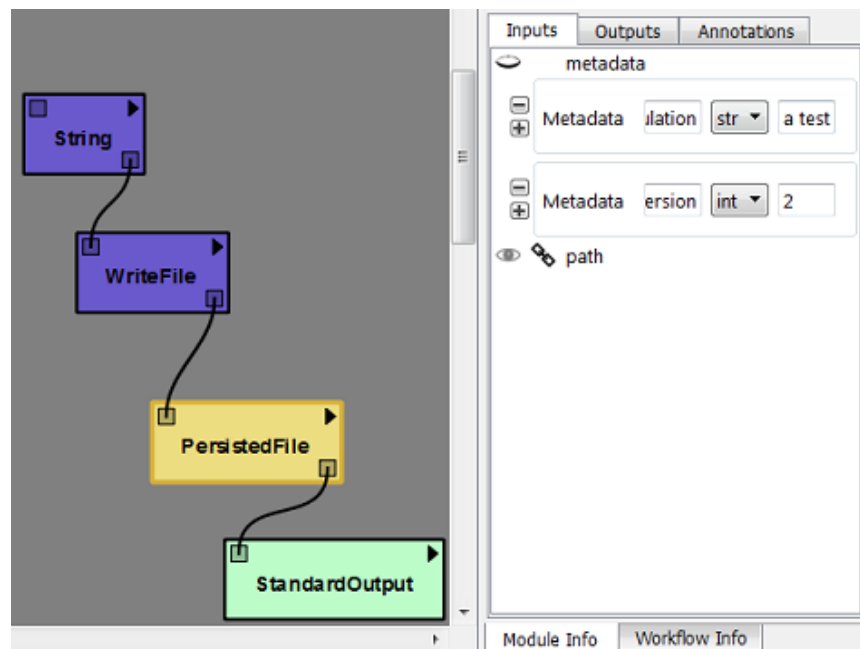 String
WriteFile
PersistedFile
StandardOutput
Inputs Outputs Annotations
metadata
Metadata ulation str a test
Metadata ersion int 2
path
Module Info Workflow Info